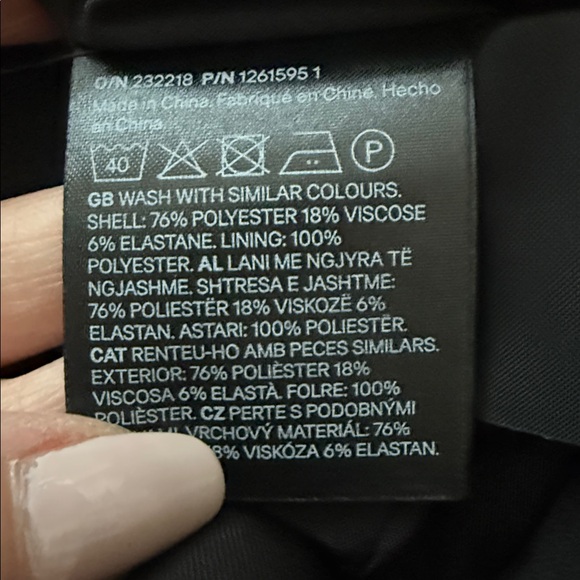 O/N 232218 P/N 1261595 1
Made in China. Fabriqué en Chine. Hecho
en China
40 P
GB WASH WITH SIMILAR COLOURS.
SHELL: 76% POLYESTER 18% VISCOSE
6% ELASTANE. LINING: 100%
POLYESTER. AL LANI ME NGJYRA TË
NGJASHME. SHTRESA E JASHTME:
76% POLIESTËR 18% VISKOZË 6%
ELASTAN. ASTARI: 100% POLIESTËR.
CAT RENTEU-HO AMB PECES SIMILARS.
EXTERIOR: 76% POLIÈSTER 18%
VISCOSA 6% ELASTÀ. FOLRE: 100%
POLIÈSTER. CZ PERTE S PODOBNÝMI
VRCHOVÝ MATERIÁL: 76%
VISKÓZA 6% ELASTAN.